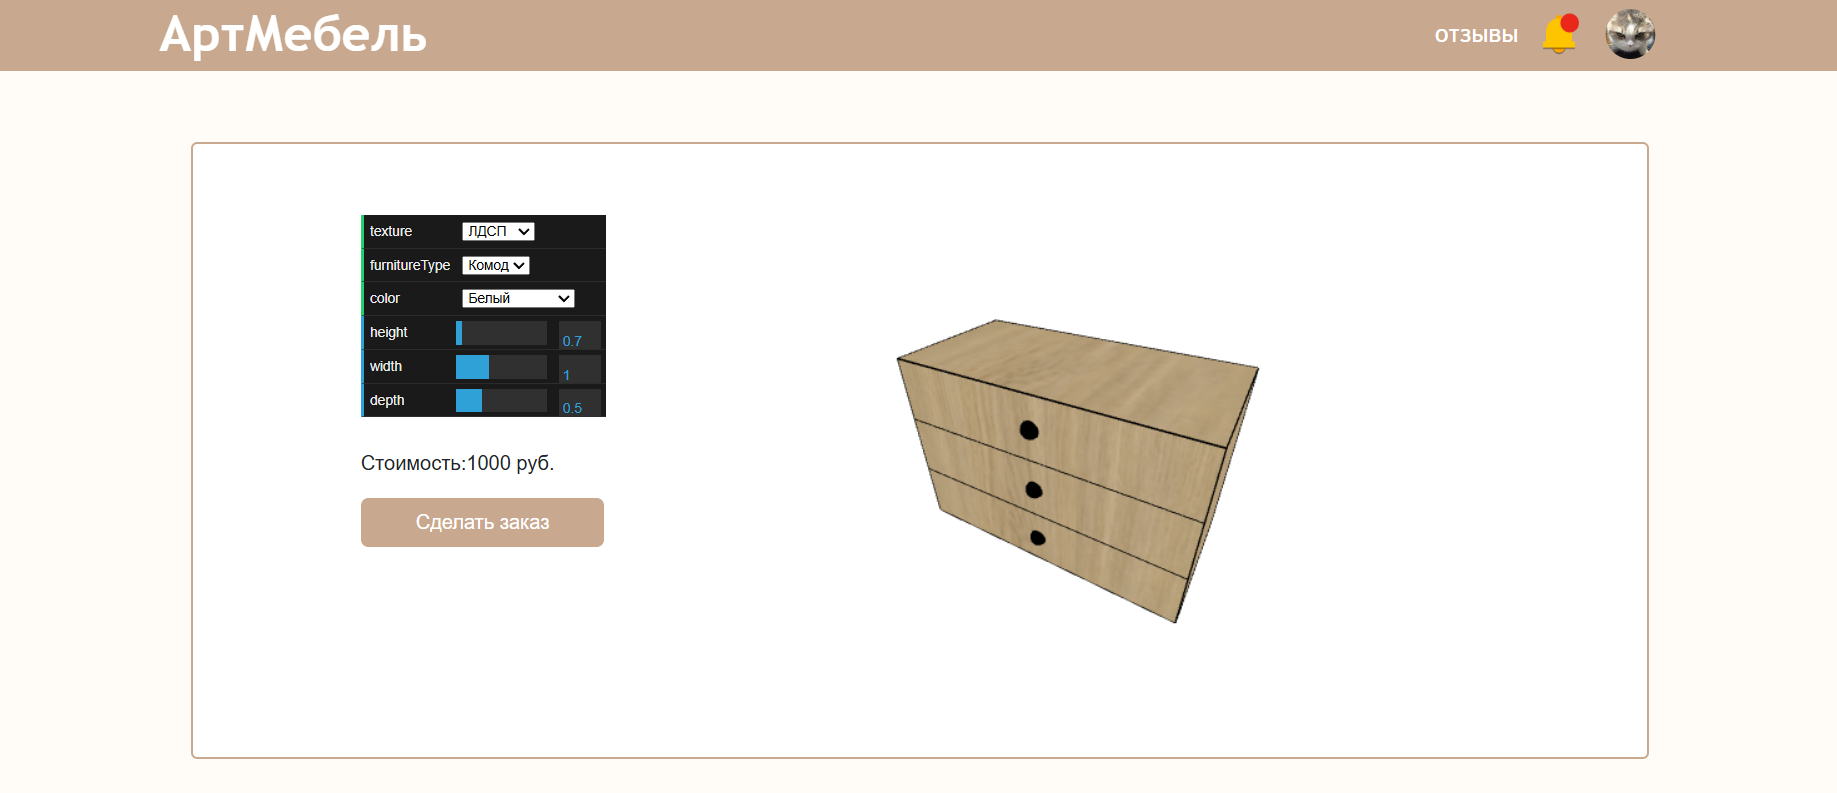 АртМебель
ОТЗЫВЫ
texture ЛДСП
furnitureType Комод
color Белый
height 0.7
width 1
depth 0.5
Стоимость:1000 руб.
Сделать заказ